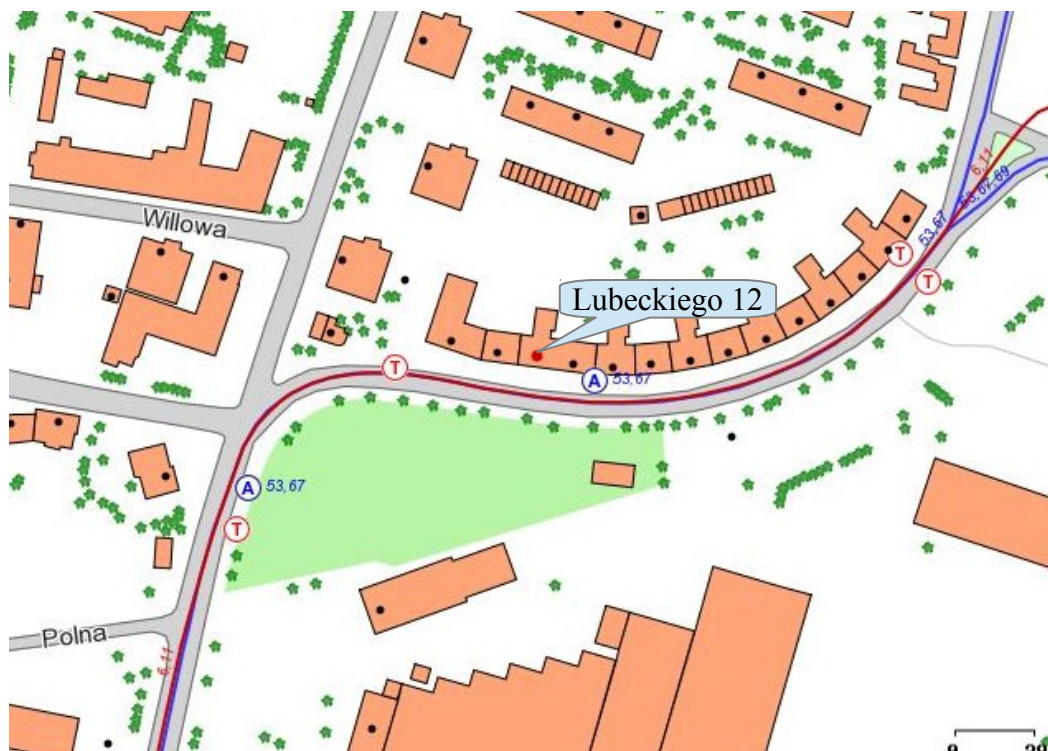 6,11
53,67,69
53,67
Willowa
T
T
Lubeckiego 12
T
A 53,67
A 53,67
T
Polna
6,11